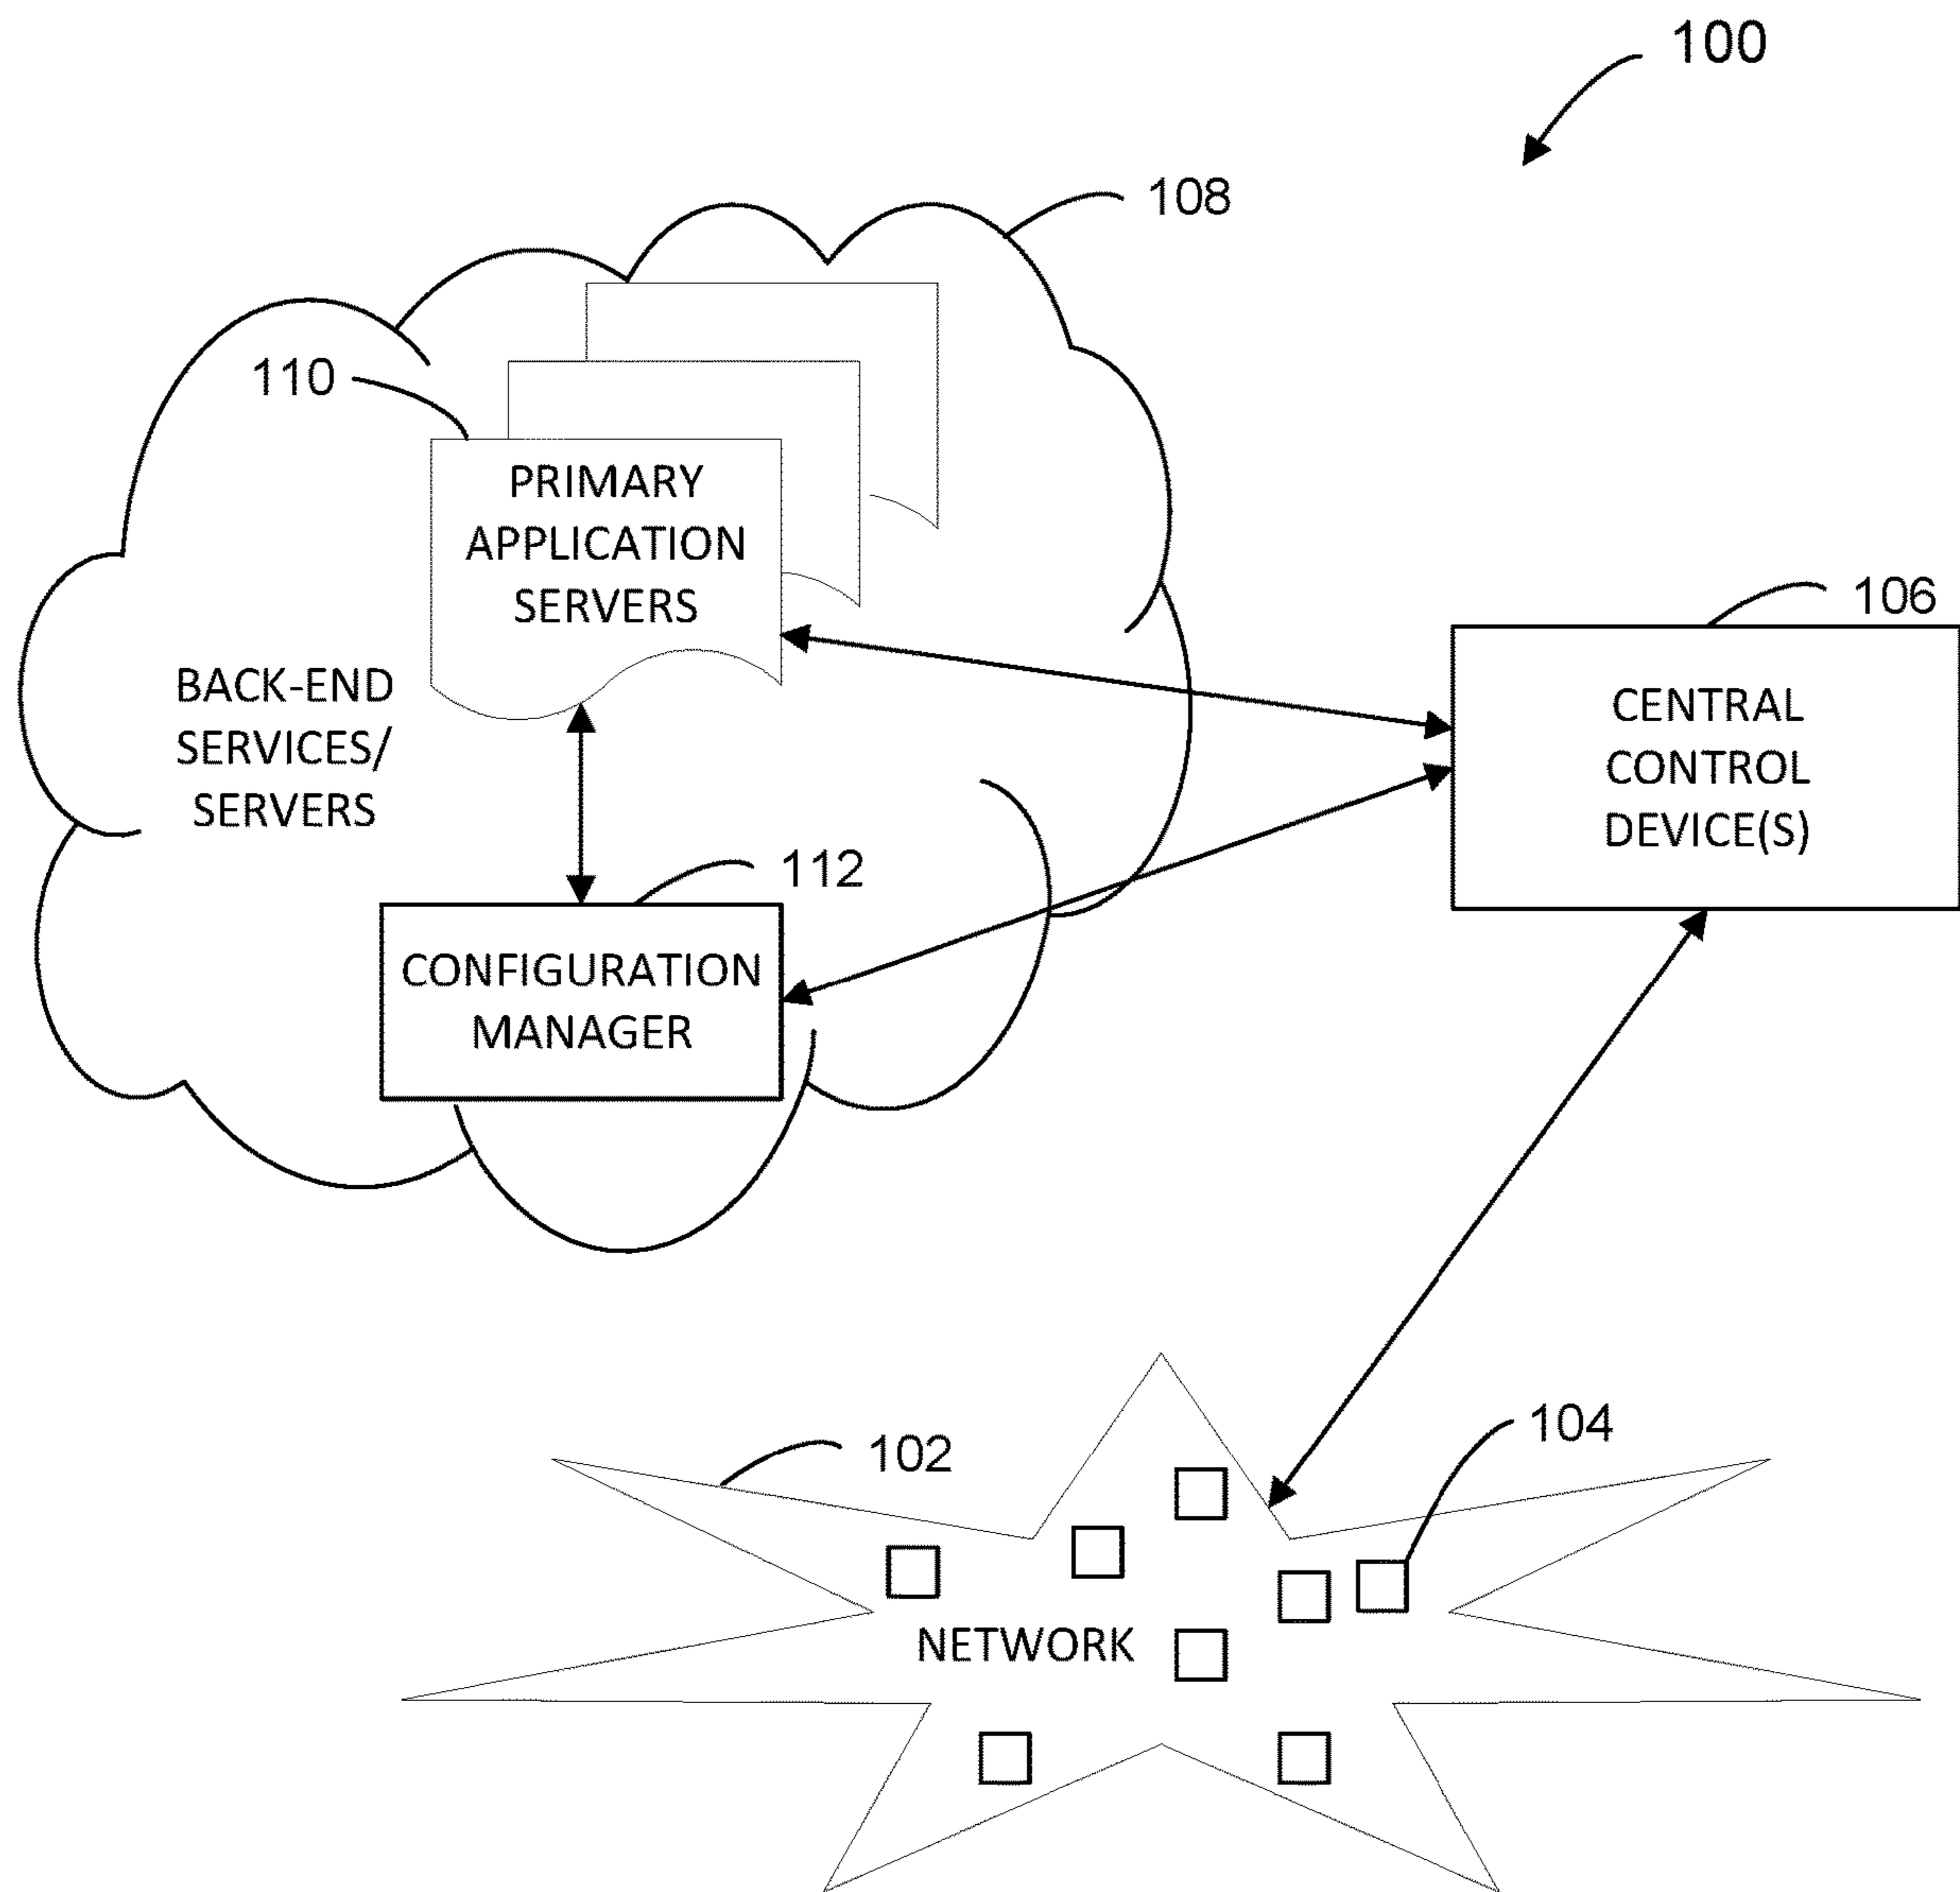 100
108
110
PRIMARY
APPLICATION
SERVERS
106
BACK-END
SERVICES/
SERVERS
CENTRAL
CONTROL
DEVICE(S)
112
CONFIGURATION
MANAGER
102
104
NETWORK